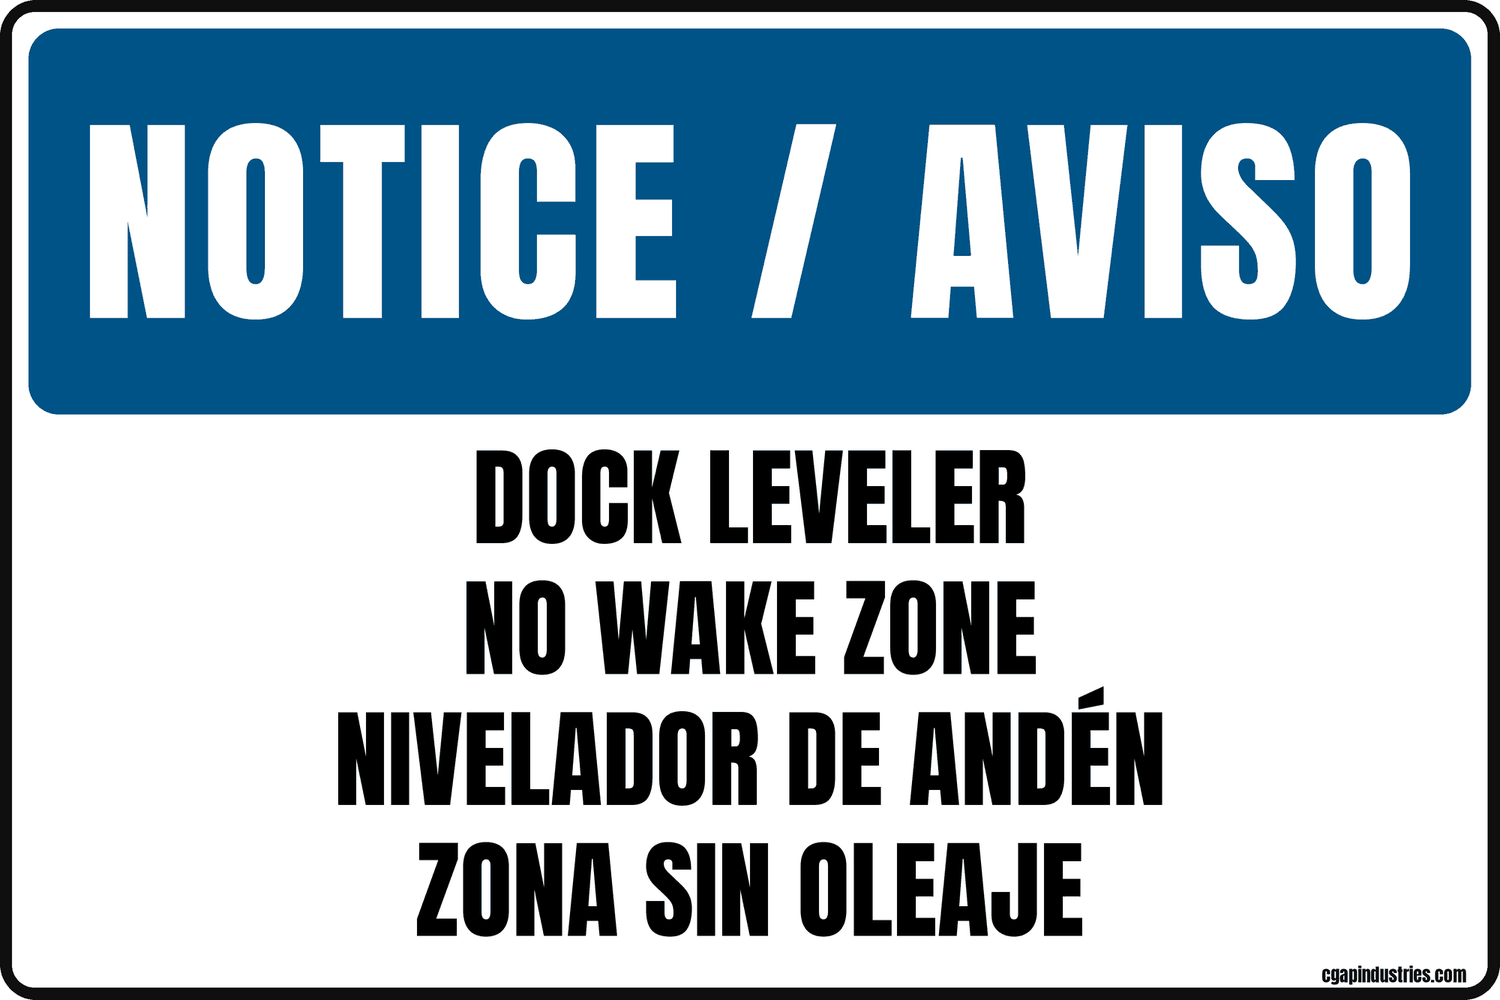 NOTICE / AVISO
DOCK LEVELER
NO WAKE ZONE
NIVELADOR DE ANDÉN
ZONA SIN OLEAJE
cgapindustries.com